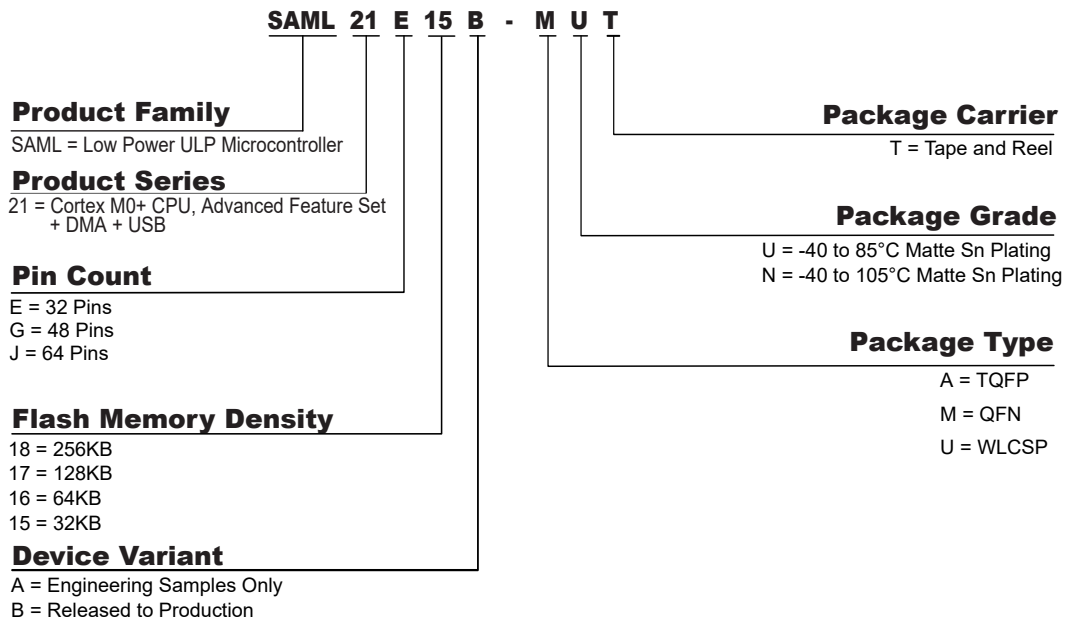 SAML 21 E 15 B - M U T
Product Family
SAML = Low Power ULP Microcontroller
Product Series
21 = Cortex M0+ CPU, Advanced Feature Set
+ DMA + USB
Pin Count
E = 32 Pins
G = 48 Pins
J = 64 Pins
Flash Memory Density
18 = 256KB
17 = 128KB
16 = 64KB
15 = 32KB
Device Variant
A = Engineering Samples Only
B = Released to Production
Package Carrier
T = Tape and Reel
Package Grade
U = -40 to 85°C Matte Sn Plating
N = -40 to 105°C Matte Sn Plating
Package Type
A = TQFP
M = QFN
U = WLCSP